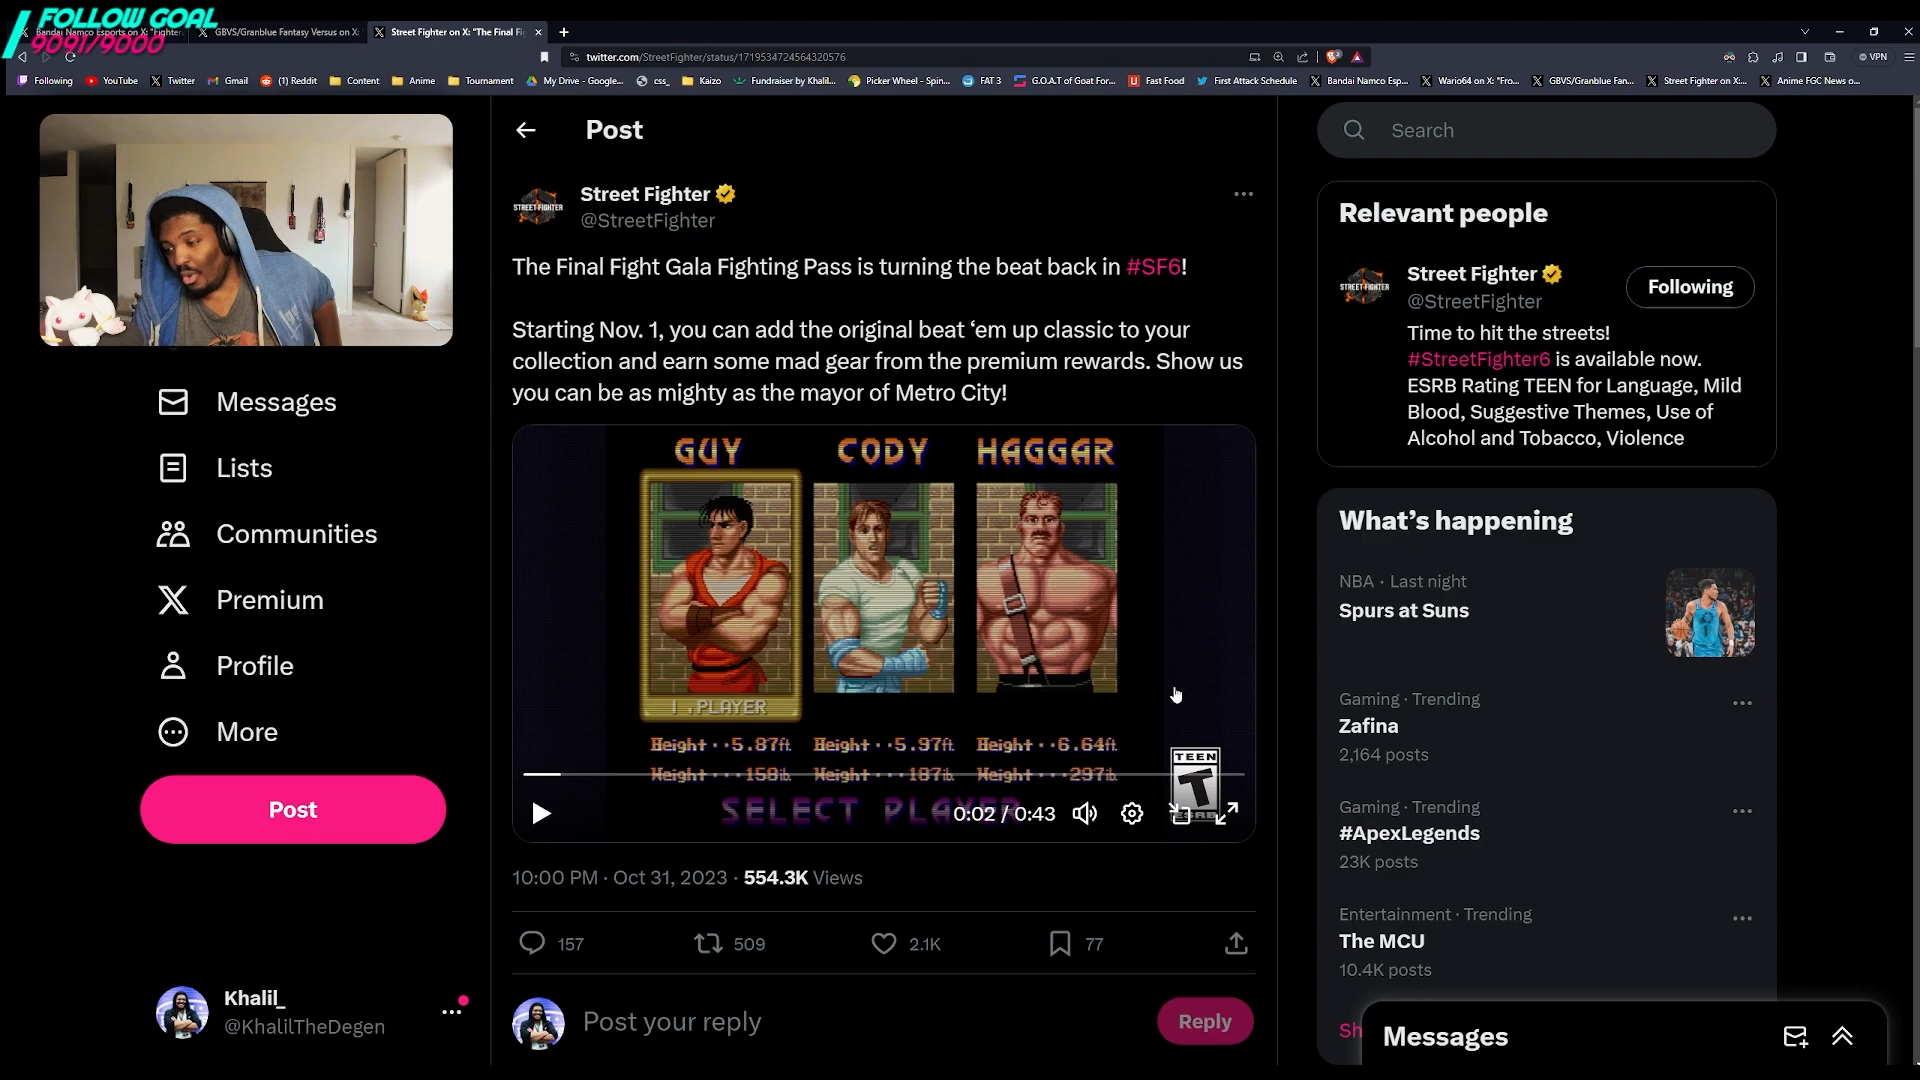 FOLLOW GOAL
9091/9000
Bandai Namco Esports on X: "Fighter
GBVS/Granblue Fantasy Versus on X:
Street Fighter on X: "The Final Fi
twitter.com/StreetFighter/status/1719534724564320576
VPN
Following
YouTube
Twitter
Gmail
(1) Reddit
Content
Anime
Tournament
My Drive - Google...
css_
Kaizo
Fundraiser by Khalil...
Picker Wheel - Spin...
FAT 3
G.O.A.T of Goat For...
Fast Food
First Attack Schedule
Bandai Namco Esp...
Wario64 on X: "Fro...
GBVS/Granblue Fan...
Street Fighter on X:...
Anime FGC News o...
Messages
Lists
Communities
Premium
Profile
More
Post
Khalil_
@KhalilTheDegen
Post
STREET FIGHTER
Street Fighter
@StreetFighter
The Final Fight Gala Fighting Pass is turning the beat back in #SF6!
Starting Nov. 1, you can add the original beat ‘em up classic to your
collection and earn some mad gear from the premium rewards. Show us
you can be as mighty as the mayor of Metro City!
GUY CODY HAGGAR
1.PLAYER
Height··5.87ft Height··5.97ft Height··6.64ft
Weight···158lb. Weight···187lb. Weight···297lb.
SELECT PLAYER
TEEN
T
ESRB
0:02 / 0:43
10:00 PM · Oct 31, 2023 · 554.3K Views
157 509 2.1K 77
Post your reply
Reply
Search
Relevant people
STREET FIGHTER
Street Fighter
@StreetFighter
Following
Time to hit the streets!
#StreetFighter6 is available now.
ESRB Rating TEEN for Language, Mild
Blood, Suggestive Themes, Use of
Alcohol and Tobacco, Violence
What’s happening
NBA · Last night
Spurs at Suns
Gaming · Trending
Zafina
2,164 posts
Gaming · Trending
#ApexLegends
23K posts
Entertainment · Trending
The MCU
10.4K posts
Sh
Messages